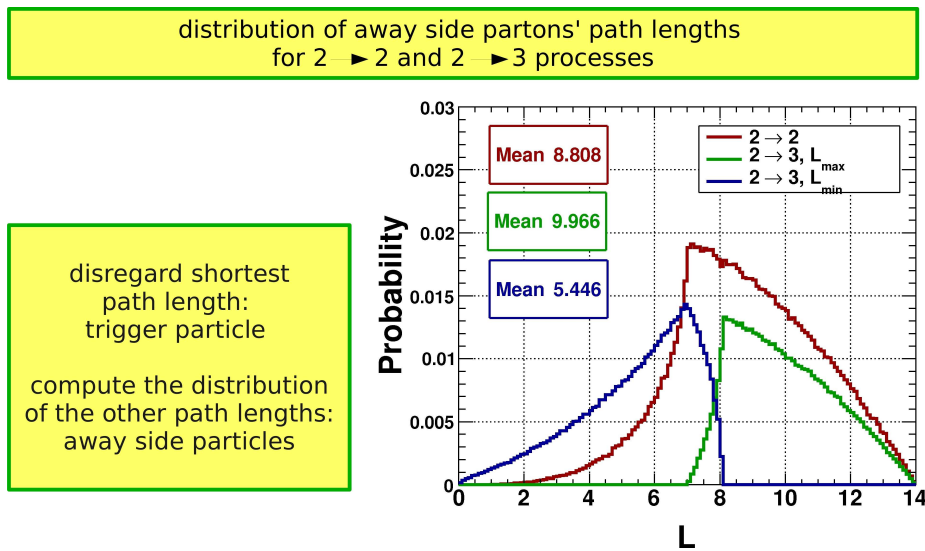 distribution of away side partons' path lengths
for 2 → 2 and 2 → 3 processes
disregard shortest
path length:
trigger particle
compute the distribution
of the other path lengths:
away side particles
Probability
0.03
0.025
0.02
0.015
0.01
0.005
0
Mean 8.808
Mean 9.966
Mean 5.446
2 → 2
2 → 3, Lmax
2 → 3, Lmin
0 2 4 6 8 10 12 14
L